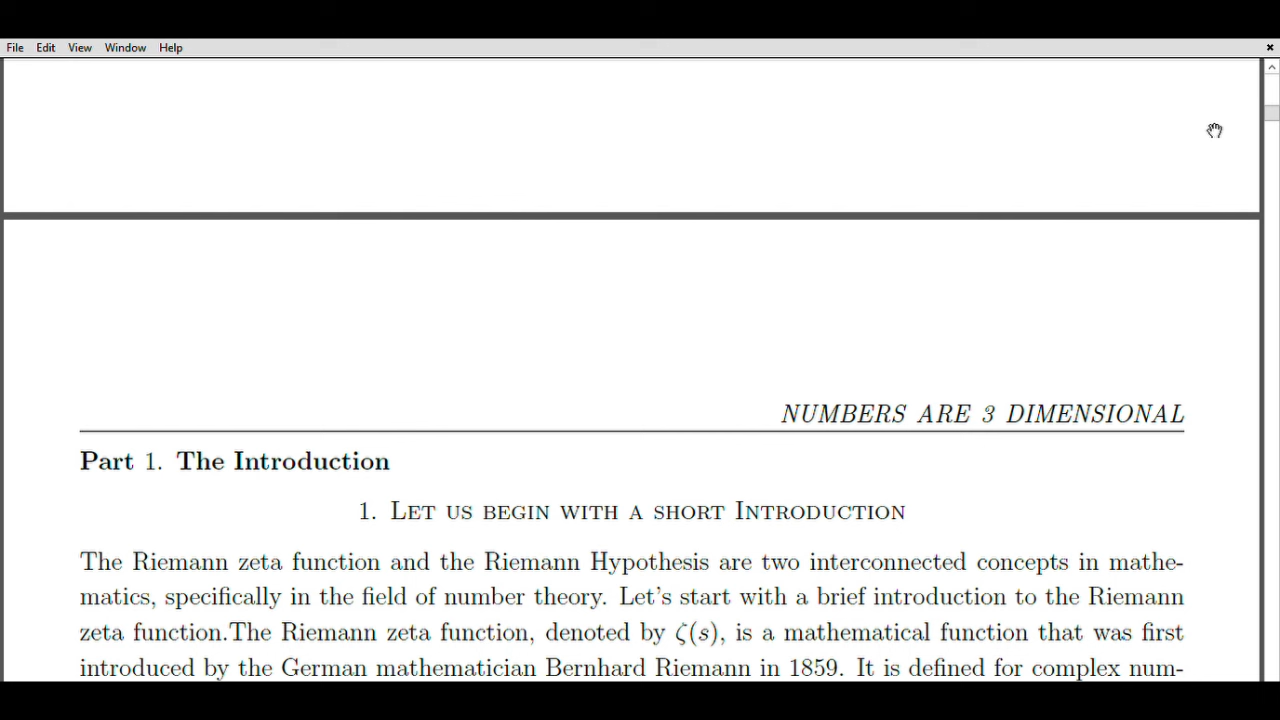 File Edit View Window Help
NUMBERS ARE 3 DIMENSIONAL
Part 1. The Introduction
1. LET US BEGIN WITH A SHORT INTRODUCTION
The Riemann zeta function and the Riemann Hypothesis are two interconnected concepts in mathe-
matics, specifically in the field of number theory. Let's start with a brief introduction to the Riemann
zeta function.The Riemann zeta function, denoted by ζ(s), is a mathematical function that was first
introduced by the German mathematician Bernhard Riemann in 1859. It is defined for complex num-